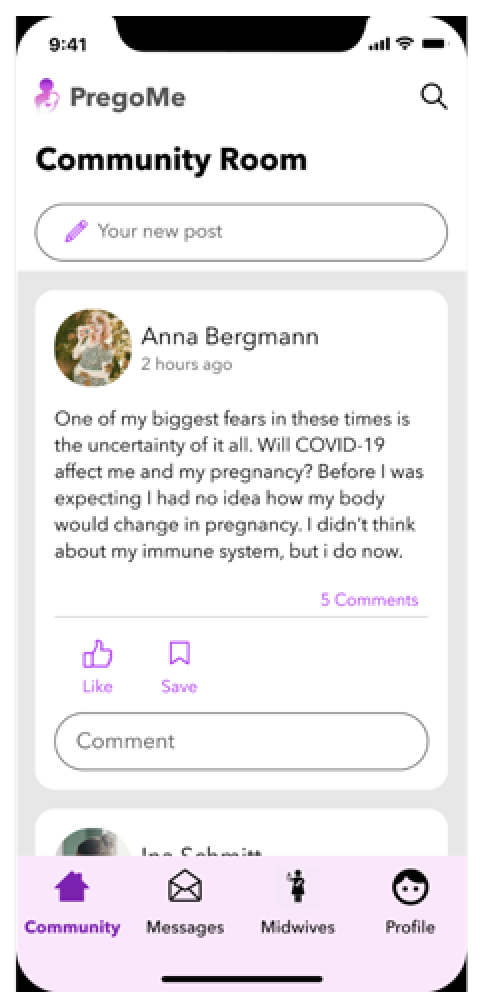 9:41
PregoMe
Community Room
Your new post
Anna Bergmann
2 hours ago
One of my biggest fears in these times is
the uncertainty of it all. Will COVID-19
affect me and my pregnancy? Before I was
expecting I had no idea how my body
would change in pregnancy. I didn't think
about my immune system, but i do now.
5 Comments
Like Save
Comment
Schmitt
Community Messages Midwives Profile